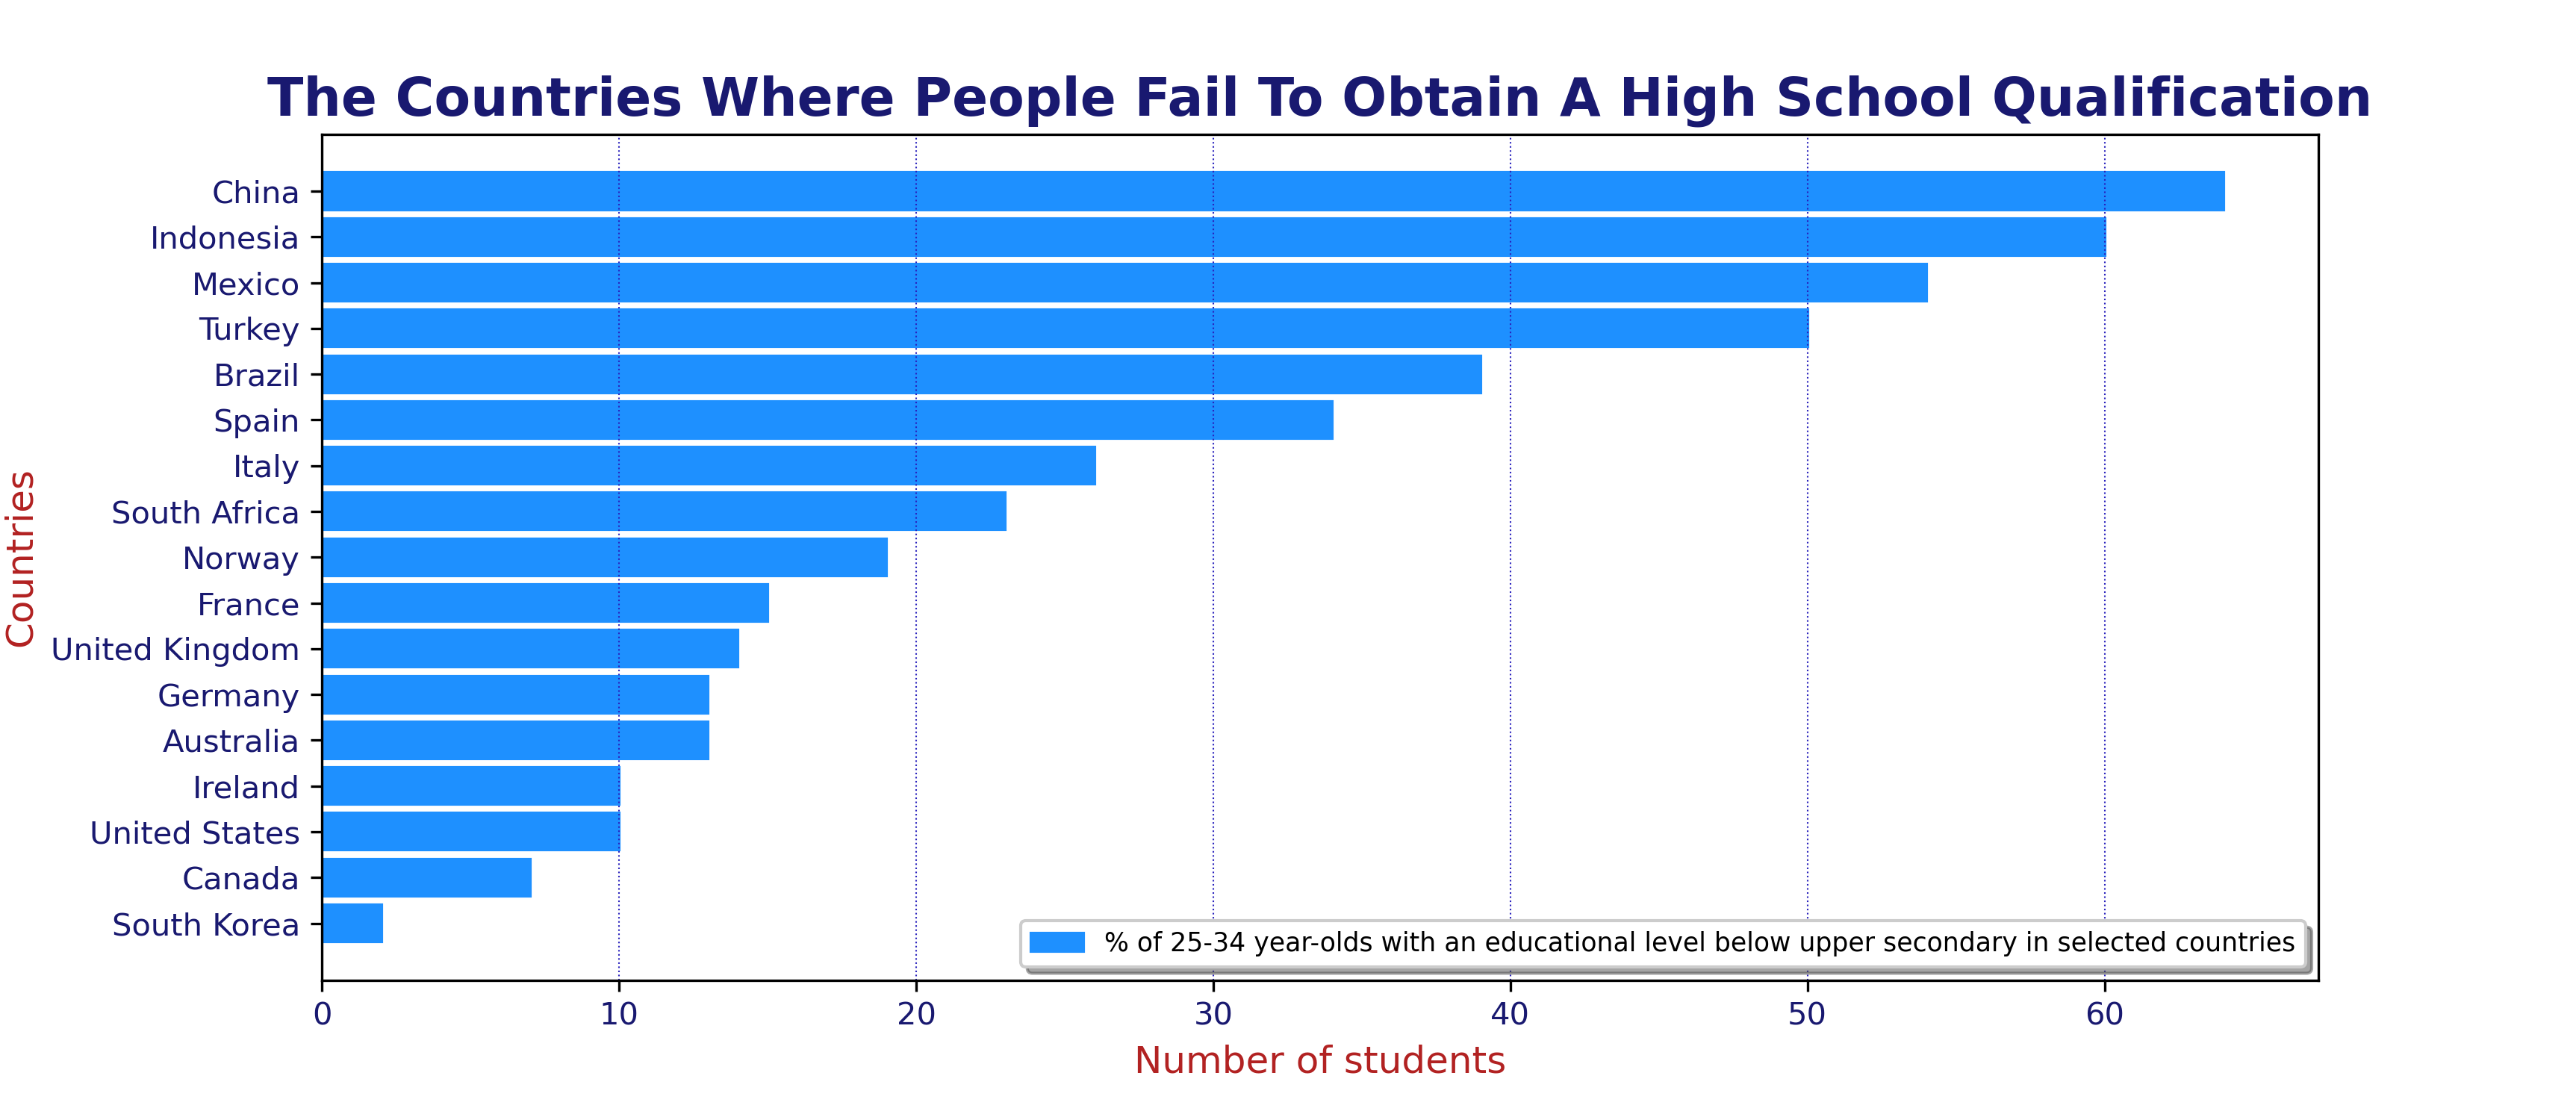 The Countries Where People Fail To Obtain A High School Qualification
China
Indonesia
Mexico
Turkey
Brazil
Spain
Italy
South Africa
Norway
France
United Kingdom
Germany
Australia
Ireland
United States
Canada
South Korea
Countries
% of 25-34 year-olds with an educational level below upper secondary in selected countries
0 10 20 30 40 50 60
Number of students